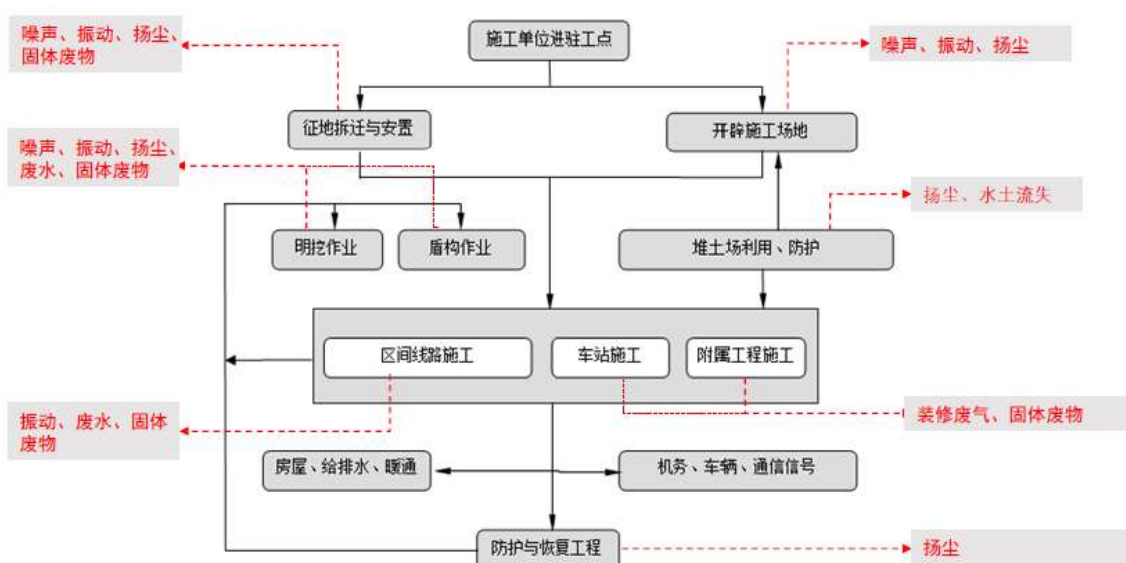 噪声、振动、扬尘、
固体废物
施工单位进驻工点
噪声、振动、扬尘
征地拆迁与安置
开辟施工场地
噪声、振动、扬尘、
废水、固体废物
扬尘、水土流失
明挖作业
盾构作业
堆土场利用、防护
区间线路施工
车站施工
附属工程施工
振动、废水、固体
废物
装修废气、固体废物
房屋、给排水、暖通
机务、车辆、通信信号
防护与恢复工程
扬尘